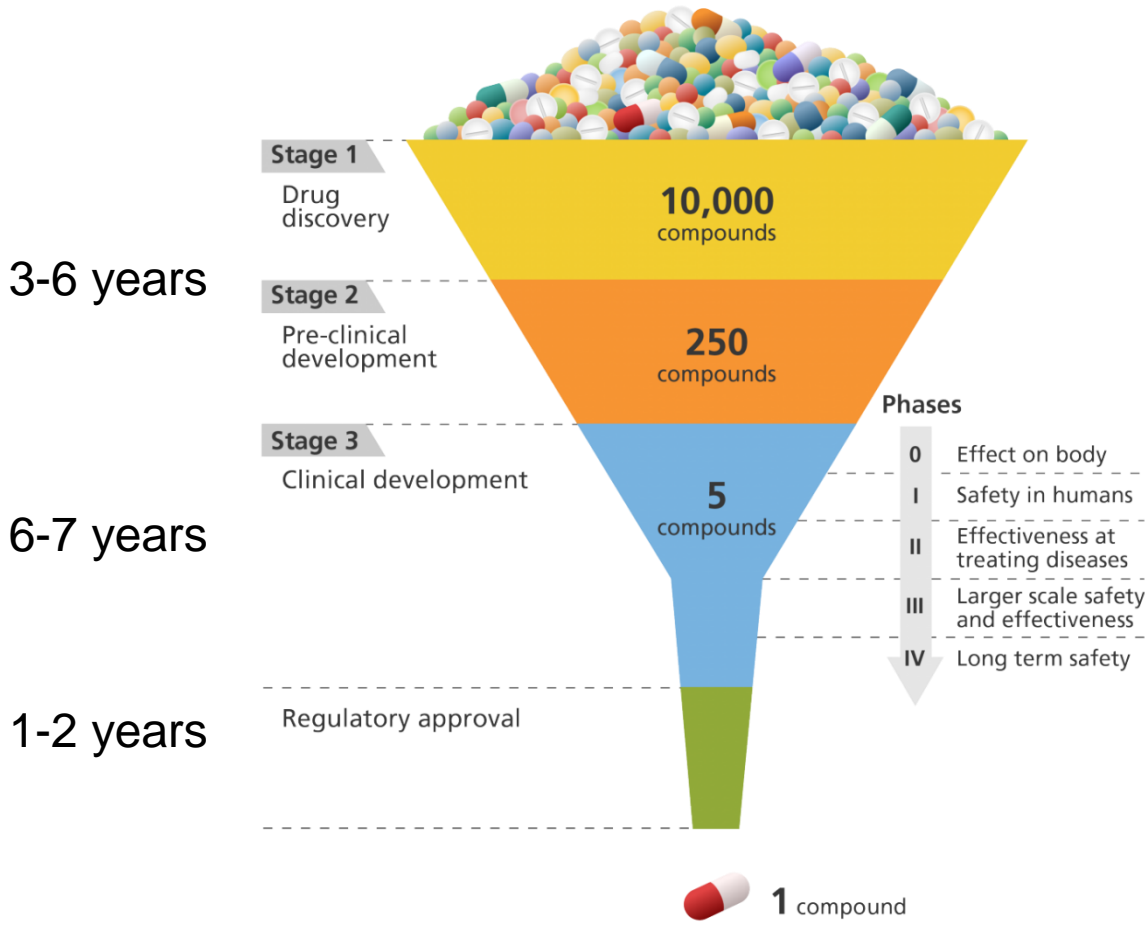 Stage 1
Drug
discovery
10,000
compounds
3-6 years
Stage 2
Pre-clinical
development
250
compounds
Phases
Stage 3
Clinical development
5
compounds
0 Effect on body
I Safety in humans
II Effectiveness at
treating diseases
III Larger scale safety
and effectiveness
IV Long term safety
6-7 years
Regulatory approval
1-2 years
1 compound